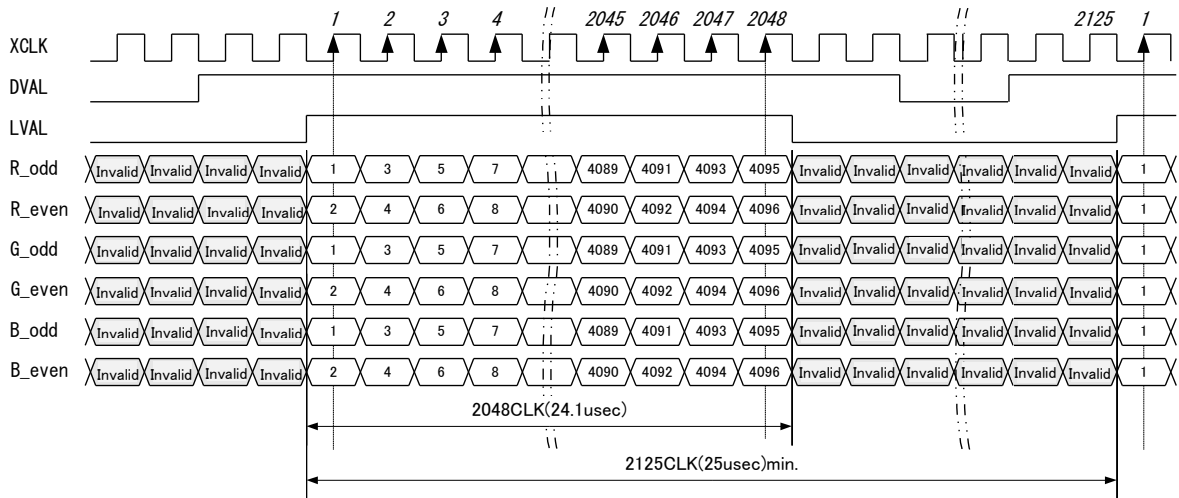 1 2 3 4 2045 2046 2047 2048 2125 1
XCLK
DVAL
LVAL
R_odd Invalid Invalid Invalid Invalid 1 3 5 7 4089 4091 4093 4095 Invalid Invalid Invalid Invalid Invalid Invalid 1
R_even Invalid Invalid Invalid Invalid 2 4 6 8 4090 4092 4094 4096 Invalid Invalid Invalid Invalid Invalid Invalid 1
G_odd Invalid Invalid Invalid Invalid 1 3 5 7 4089 4091 4093 4095 Invalid Invalid Invalid Invalid Invalid Invalid 1
G_even Invalid Invalid Invalid Invalid 2 4 6 8 4090 4092 4094 4096 Invalid Invalid Invalid Invalid Invalid Invalid 1
B_odd Invalid Invalid Invalid Invalid 1 3 5 7 4089 4091 4093 4095 Invalid Invalid Invalid Invalid Invalid Invalid 1
B_even Invalid Invalid Invalid Invalid 2 4 6 8 4090 4092 4094 4096 Invalid Invalid Invalid Invalid Invalid Invalid 1
2048CLK(24.1usec)
2125CLK(25usec)min.